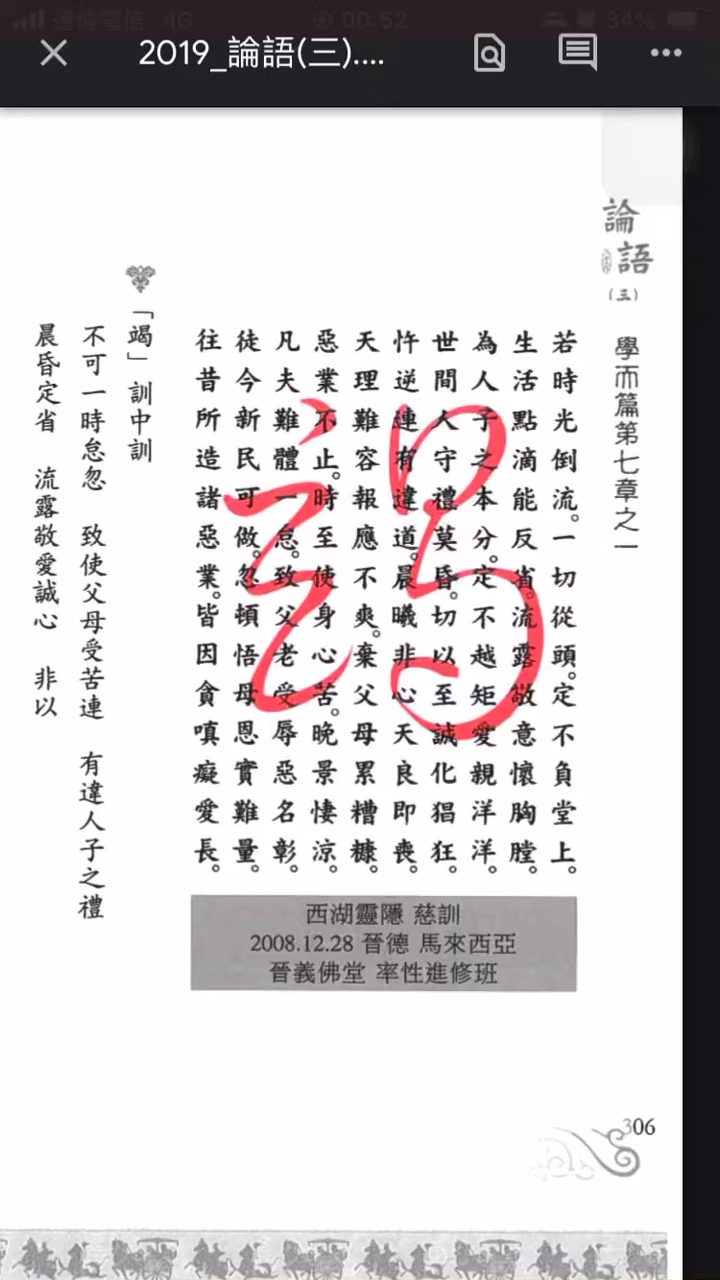 遠傳電信 4G 00:52 34%
2019_論語(三)....
論語
(三)
學而篇第七章之一
若時光倒流。一切從頭。定不負堂上。
生活點滴能反省。流露敬意懷胸膛。
為人子之本分。定不越矩愛親洋洋。
世間人守禮莫昏。切以至誠化猖狂。
忤逆連有違道。晨曦非心天良即喪。
天理難容報應不爽。棄父母累糟糠。
惡業不止。時至使身心苦。晚景悽涼。
凡夫難體一怠。致父老受辱惡名彰。
徒今新民可做。忽頓悟母恩實難量。
往昔所造諸惡業。皆因貪嗔癡愛長。
竭
西湖靈隱 慈訓
2008.12.28 晉德 馬來西亞
晉義佛堂 率性進修班
「竭」訓中訓
不可一時怠忽 致使父母受苦連 有違人子之禮
晨昏定省 流露敬愛誠心 非以
306